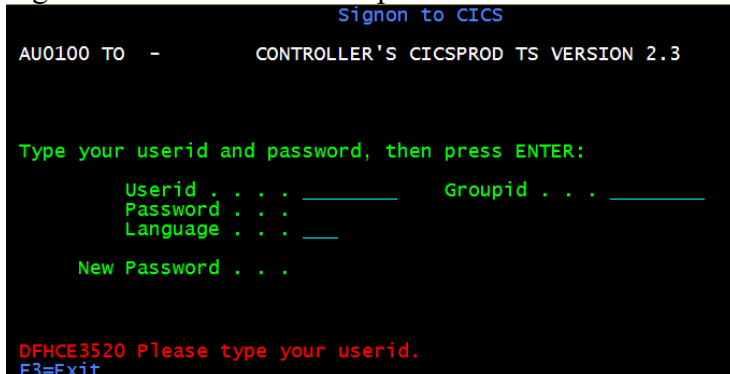 Signon to CICS
AU0100 TO - CONTROLLER'S CICSPROD TS VERSION 2.3
Type your userid and password, then press ENTER:
Userid . . . . ________ Groupid . . . ________
Password . . .
Language . . . ___
New Password . . .
DFHCE3520 Please type your userid.
F3=Exit